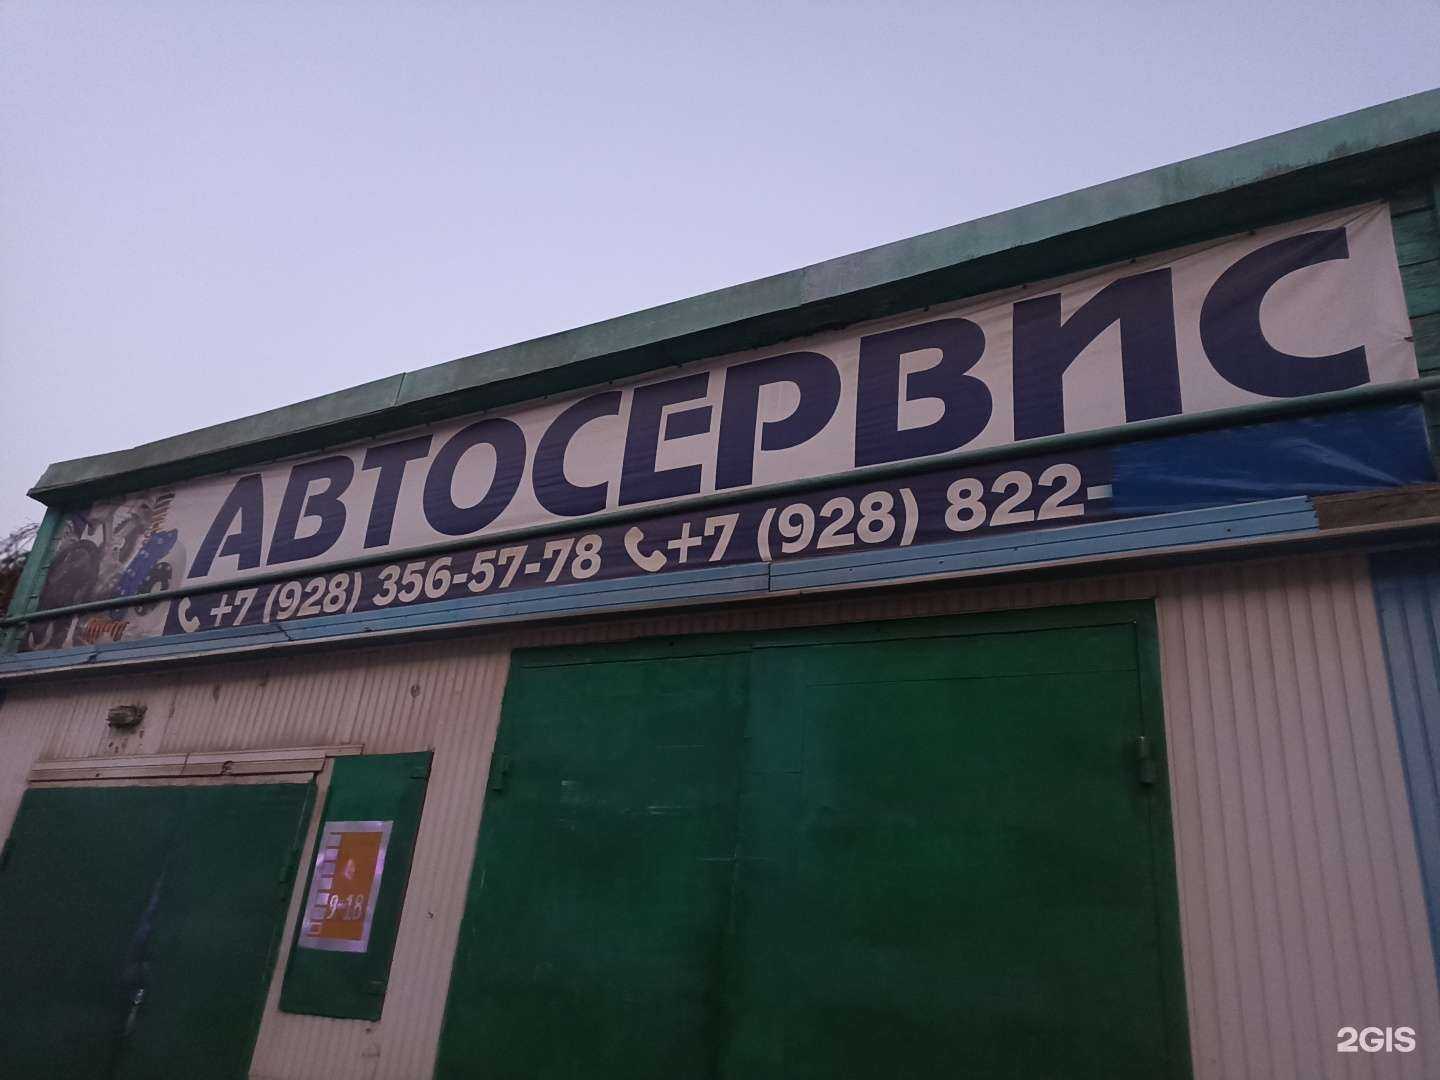 АВТОСЕРВИС
+7 (928) 356-57-78 +7 (928) 822-
9-18
2GIS